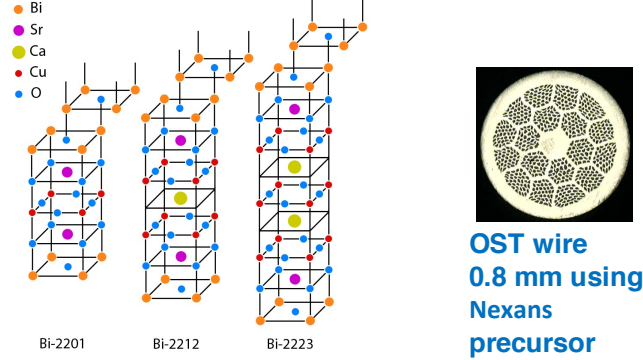 Bi
Sr
Ca
Cu
O
Bi-2201
Bi-2212
Bi-2223
OST wire
0.8 mm using
Nexans
precursor